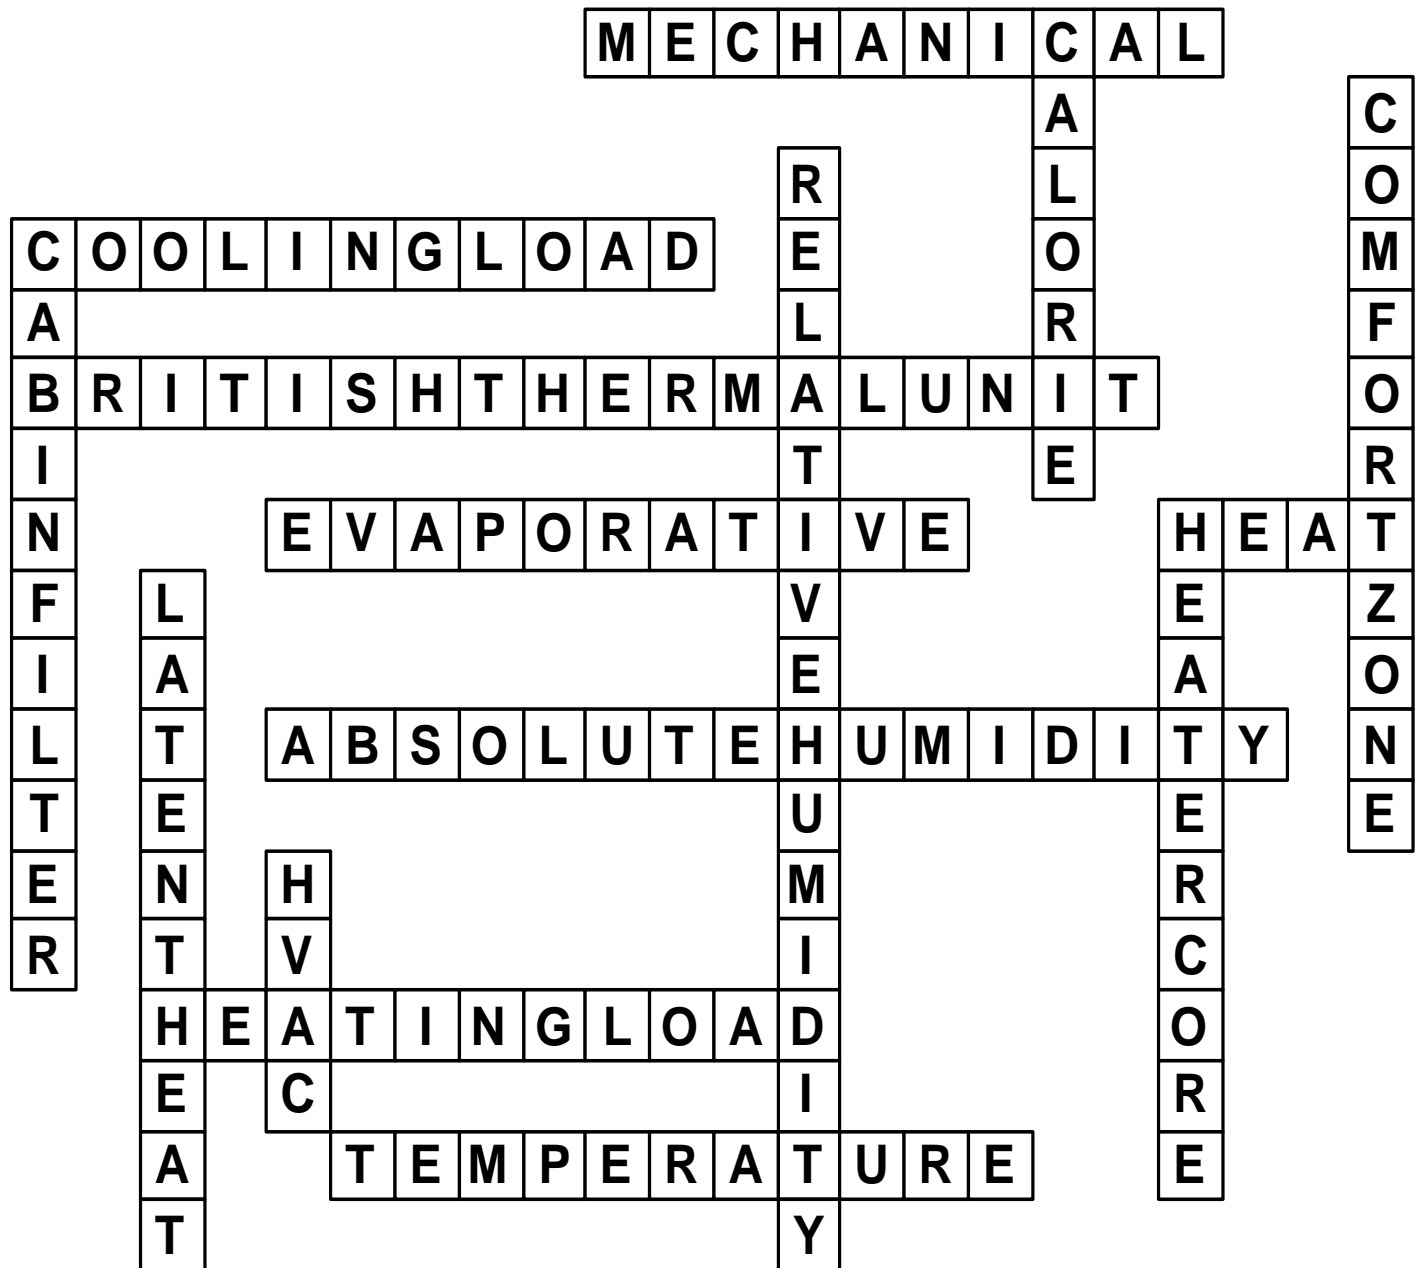 MECHANICAL
CALORIE
COMFORTZONE
RELATIVEHUMIDITY
COOLINGLOAD
CABINFILTER
BRITISHTHERMALUNIT
EVAPORATIVE
HEAT
HEATERCORE
LATENTHEAT
ABSOLUTEHUMIDITY
HVAC
HEATINGLOAD
TEMPERATURE